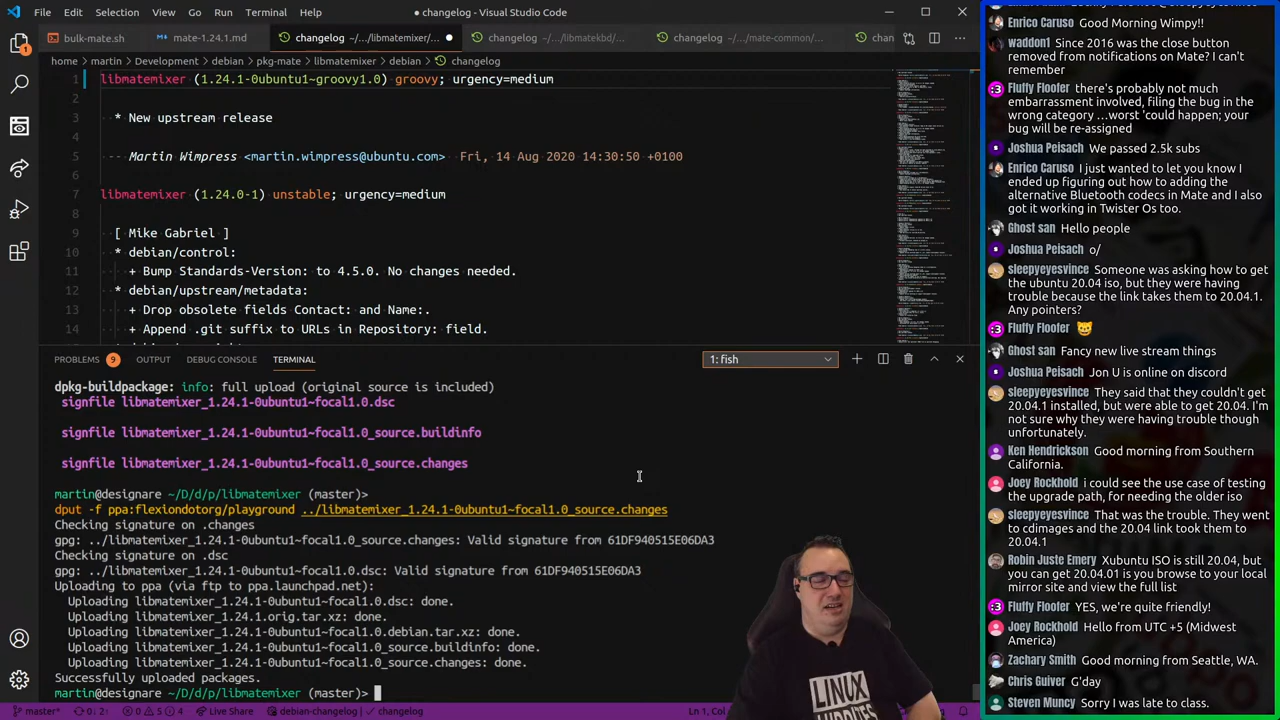 File Edit Selection View Go Run Terminal Help
● changelog - Visual Studio Code
bulk-mate.sh
mate-1.24.1.md
changelog ~/.../libmatemixer/... ●
changelog ~/.../libmatekbd/...
changelog ~/.../mate-common/...
chan
home > martin > Development > debian > pkg-mate > libmatemixer > debian > changelog
1 libmatemixer (1.24.1-0ubuntu1~groovy1.0) groovy; urgency=medium
2
3 * New upstream release
4
5 -- Martin Wimpress <martin.wimpress@ubuntu.com> Fri, 14 Aug 2020 14:30:50 +0100
6
7 libmatemixer (1.24.0-1) unstable; urgency=medium
8
9 [ Mike Gabriel ]
10 * debian/control:
11 + Bump Standards-Version: to 4.5.0. No changes needed.
12 * debian/upstream/metadata:
13 + Drop obsolete fields Contact: and Name:.
14 + Append .git suffix to URLs in Repository: field.
PROBLEMS 9 OUTPUT DEBUG CONSOLE TERMINAL 1: fish
dpkg-buildpackage: info: full upload (original source is included)
signfile libmatemixer_1.24.1-0ubuntu1~focal1.0.dsc
signfile libmatemixer_1.24.1-0ubuntu1~focal1.0_source.buildinfo
signfile libmatemixer_1.24.1-0ubuntu1~focal1.0_source.changes
martin@designare ~/D/d/p/libmatemixer (master)>
dput -f ppa:flexiondotorg/playground ../libmatemixer_1.24.1-0ubuntu1~focal1.0_source.changes
Checking signature on .changes
gpg: ../libmatemixer_1.24.1-0ubuntu1~focal1.0_source.changes: Valid signature from 61DF940515E06DA3
Checking signature on .dsc
gpg: ../libmatemixer_1.24.1-0ubuntu1~focal1.0.dsc: Valid signature from 61DF940515E06DA3
Uploading to ppa (via ftp to ppa.launchpad.net):
Uploading libmatemixer_1.24.1-0ubuntu1~focal1.0.dsc: done.
Uploading libmatemixer_1.24.1.orig.tar.xz: done.
Uploading libmatemixer_1.24.1-0ubuntu1~focal1.0.debian.tar.xz: done.
Uploading libmatemixer_1.24.1-0ubuntu1~focal1.0_source.buildinfo: done.
Uploading libmatemixer_1.24.1-0ubuntu1~focal1.0_source.changes: done.
Successfully uploaded packages.
martin@designare ~/D/d/p/libmatemixer (master)>
LINUX
master* 0↓ 2↑ 0 5 4 Live Share debian-changelog changelog
Ln 1,
Enrico Caruso Good Morning Wimpy!!
waddon1 Since 2016 was the close button
removed from notifications on Mate? I can't
remember
Fluffy Floofer there's probably not much
embarrassment involved, filing the bug in the
wrong category ...worst 'could happen; your
bug will be re-assigned
Joshua Peisach We passed 2.5k subs
Enrico Caruso I just wanted to let you know I
ended up figuring out how to adding the
alternative Bluetooth codecs in Mate and I also
got it working in Twister Os too.
Ghost san Hello people
Joshua Peisach o/
sleepyeyesvince Someone was asking how to get
the ubuntu 20.04 iso, but they were having
trouble because the link takes them to 20.04.1.
Any pointers?
Fluffy Floofer 😺
Ghost san Fancy new live stream things
Joshua Peisach Jon U is online on discord
sleepyeyesvince They said that they couldn't get
20.04.1 installed, but were able to get 20.04. I'm
not sure why they were having trouble though
unfortunately.
Ken Hendrickson Good morning from Southern
California.
Joey Rockhold i could see the use case of testing
the upgrade path, for needing the older iso
sleepyeyesvince That was the trouble. They went
to cdimages and the 20.04 link took them to
20.04.1
Robin Juste Emery Xubuntu ISO is still 20.04, but
you can get 20.04.01 is you browse to your local
mirror site and view the full list
Fluffy Floofer YES, we're quite friendly!
Joey Rockhold Hello from UTC +5 (Midwest
America)
Zachary Smith Good morning from Seattle, WA.
Chris Guiver G'day
Steven Muncy Sorry I was late to class.